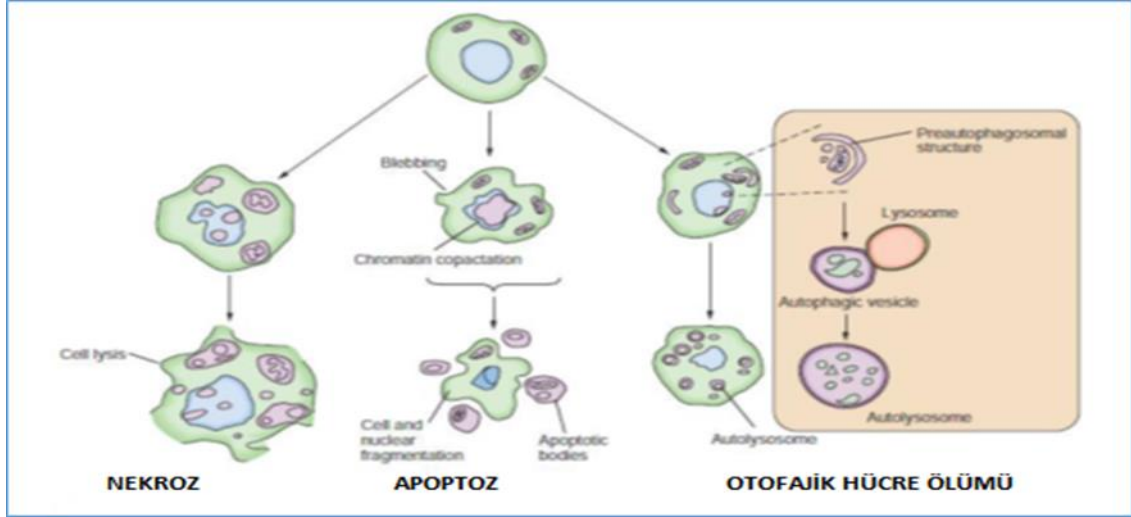 Blebbing
Chromatin copactation
Preautophagosomal
structure
Lysosome
Autophagic vesicle
Cell lysis
Cell and
nuclear
fragmentation
Apoptotic
bodies
Autolysosome
Autolysosome
NEKROZ
APOPTOZ
OTOFAJİK HÜCRE ÖLÜMÜ